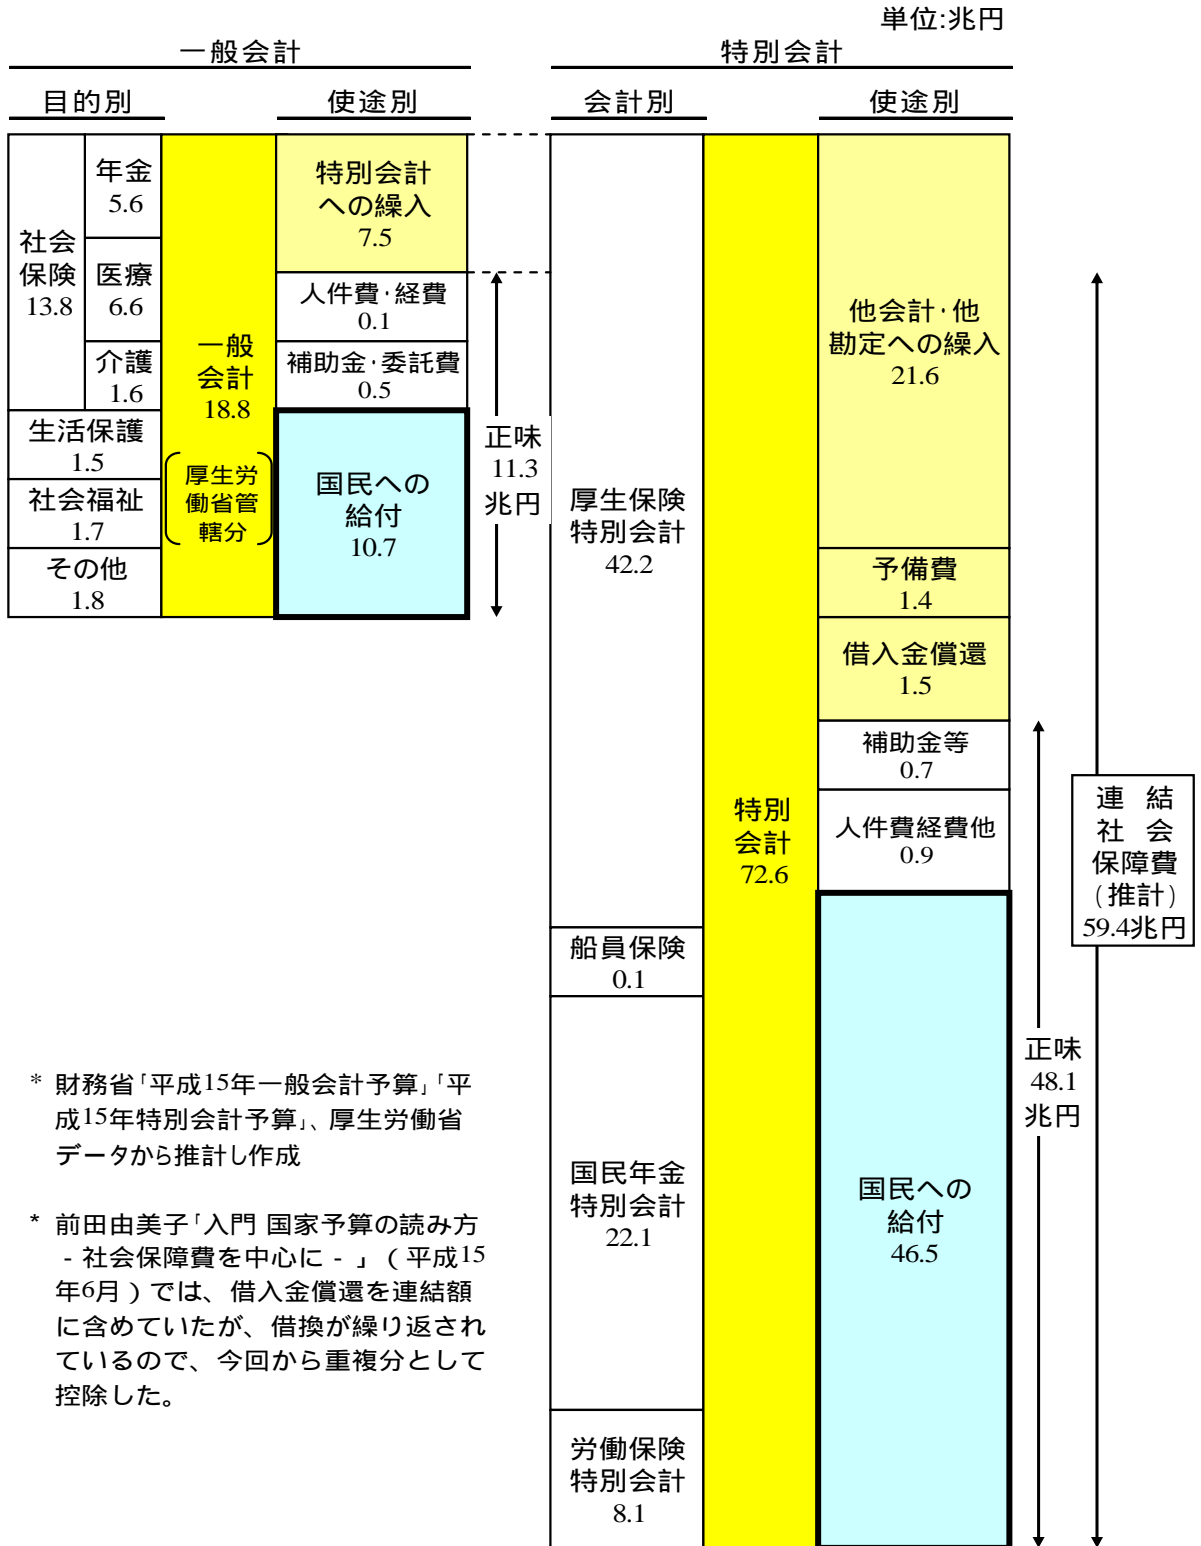 単位:兆円
一般会計
特別会計
目的別
使途別
会計別
使途別
社会
保険
13.8
年金
5.6
医療
6.6
介護
1.6
生活保護
1.5
社会福祉
1.7
その他
1.8
一般
会計
18.8
厚生労
働省管
轄分
特別会計
への繰入
7.5
人件費・経費
0.1
補助金・委託費
0.5
国民への
給付
10.7
正味
11.3
兆円
厚生保険
特別会計
42.2
船員保険
0.1
国民年金
特別会計
22.1
労働保険
特別会計
8.1
特別
会計
72.6
他会計・他
勘定への繰入
21.6
予備費
1.4
借入金償還
1.5
補助金等
0.7
人件費経費他
0.9
国民への
給付
46.5
正味
48.1
兆円
連 結
社 会
保障費
(推計)
59.4兆円
* 財務省「平成15年一般会計予算」「平
成15年特別会計予算」、厚生労働省
データから推計し作成
* 前田由美子「入門 国家予算の読み方
- 社会保障費を中心に - 」(平成15
年6月)では、借入金償還を連結額
に含めていたが、借換が繰り返され
ているので、今回から重複分として
控除した。